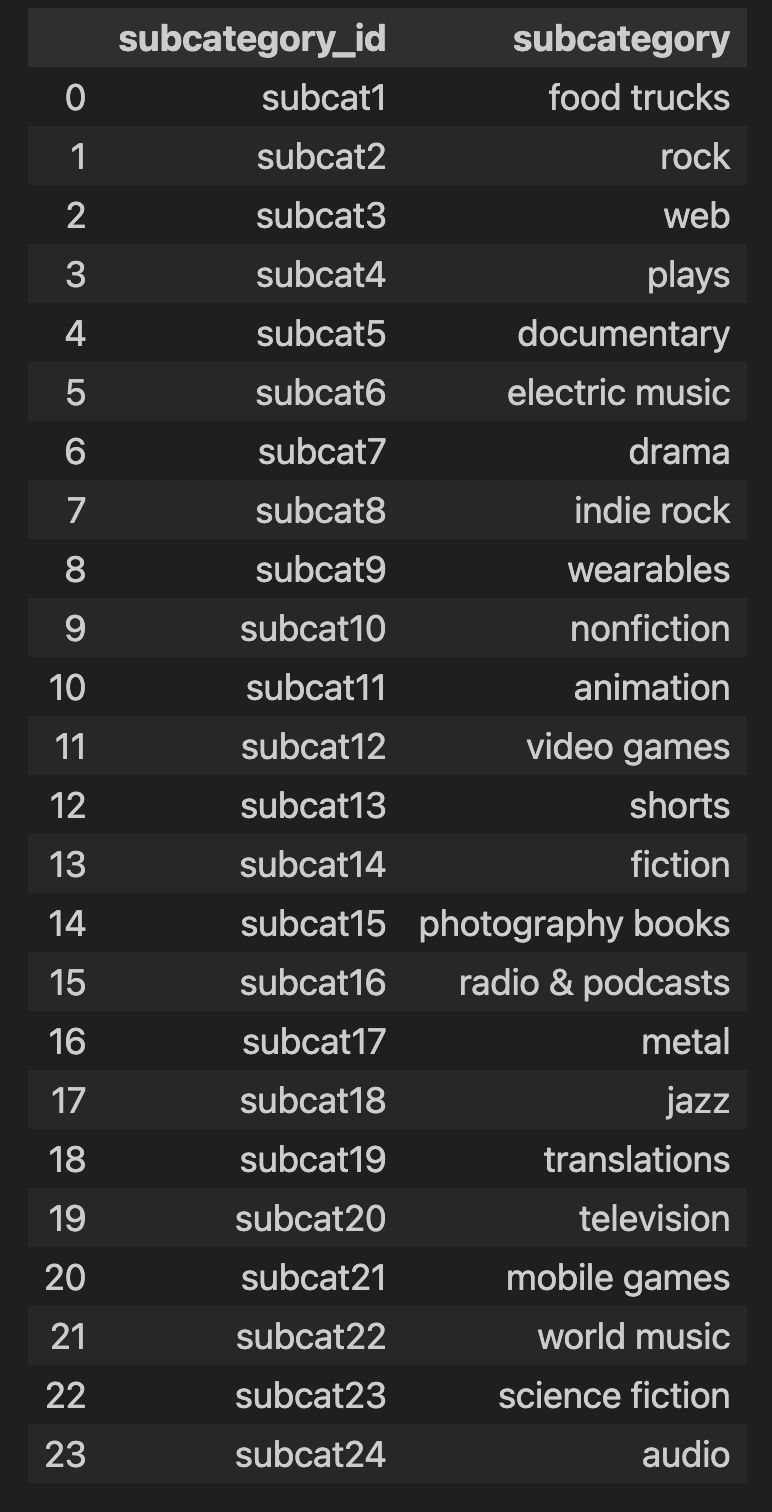 subcategory_id subcategory
0 subcat1 food trucks
1 subcat2 rock
2 subcat3 web
3 subcat4 plays
4 subcat5 documentary
5 subcat6 electric music
6 subcat7 drama
7 subcat8 indie rock
8 subcat9 wearables
9 subcat10 nonfiction
10 subcat11 animation
11 subcat12 video games
12 subcat13 shorts
13 subcat14 fiction
14 subcat15 photography books
15 subcat16 radio & podcasts
16 subcat17 metal
17 subcat18 jazz
18 subcat19 translations
19 subcat20 television
20 subcat21 mobile games
21 subcat22 world music
22 subcat23 science fiction
23 subcat24 audio